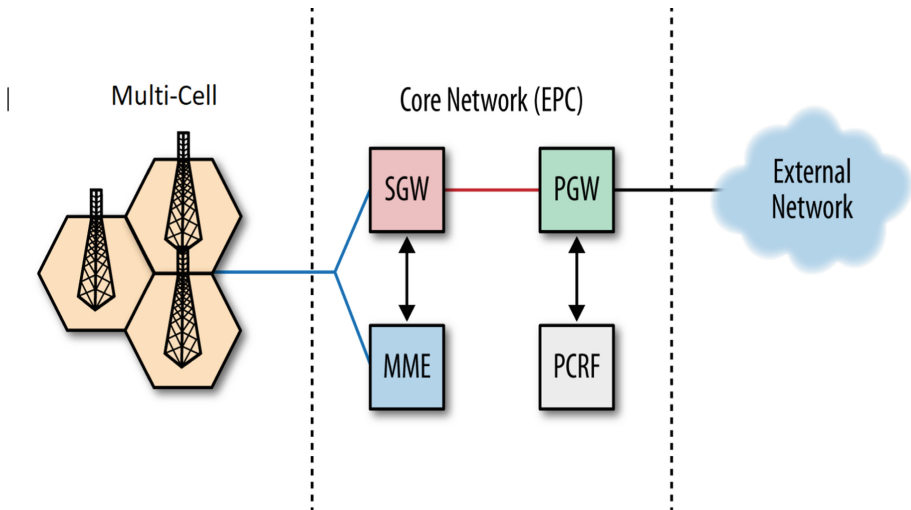 Multi-Cell
Core Network (EPC)
SGW
PGW
External
Network
MME
PCRF